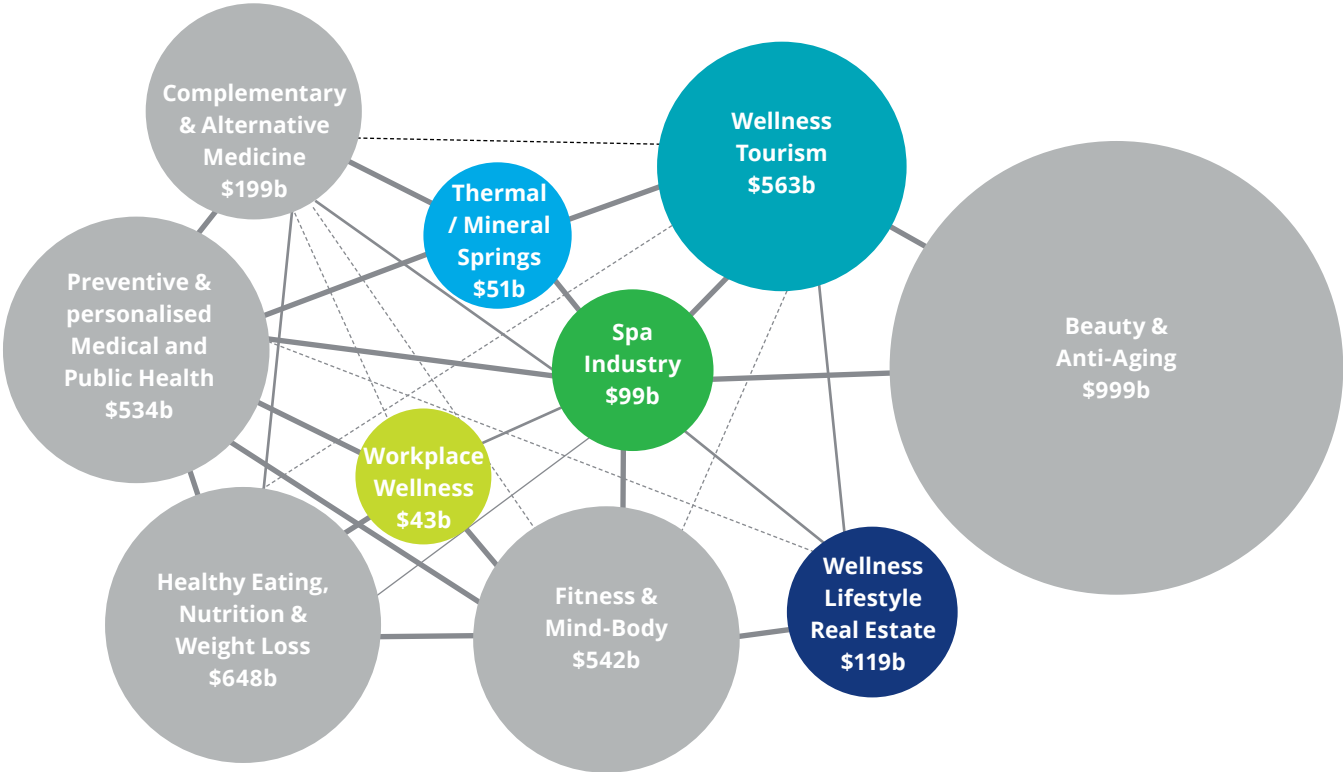 Complementary
& Alternative
Medicine
$199b
Wellness
Tourism
$563b
Thermal
/ Mineral
Springs
$51b
Preventive &
personalised
Medical and
Public Health
$534b
Spa
Industry
$99b
Beauty &
Anti-Aging
$999b
Workplace
Wellness
$43b
Healthy Eating,
Nutrition &
Weight Loss
$648b
Fitness &
Mind-Body
$542b
Wellness
Lifestyle
Real Estate
$119b